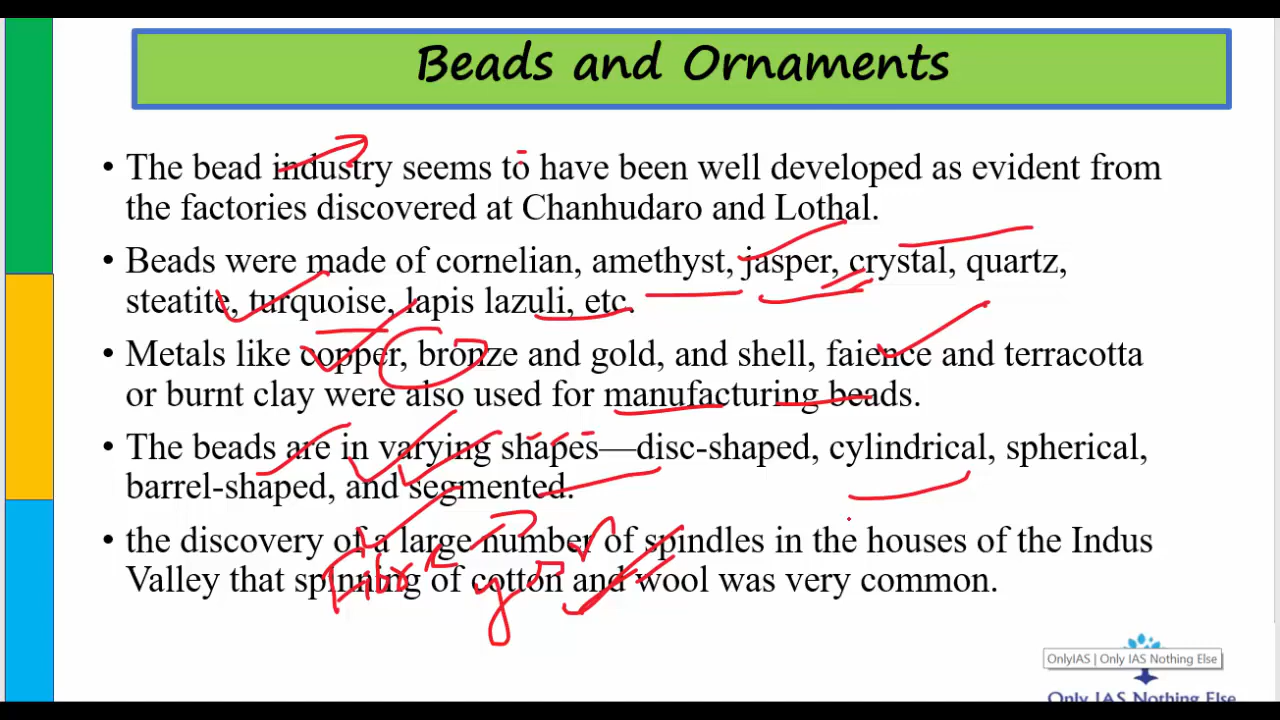 Beads and Ornaments
• The bead industry seems to have been well developed as evident from
the factories discovered at Chanhudaro and Lothal.
• Beads were made of cornelian, amethyst, jasper, crystal, quartz,
steatite, turquoise, lapis lazuli, etc.
• Metals like copper, bronze and gold, and shell, faience and terracotta
or burnt clay were also used for manufacturing beads.
• The beads are in varying shapes—disc-shaped, cylindrical, spherical,
barrel-shaped, and segmented.
• the discovery of a large number of spindles in the houses of the Indus
Valley that spinning of cotton and wool was very common.
OnlyIAS | Only IAS Nothing Else
Only IAS Nothing Else